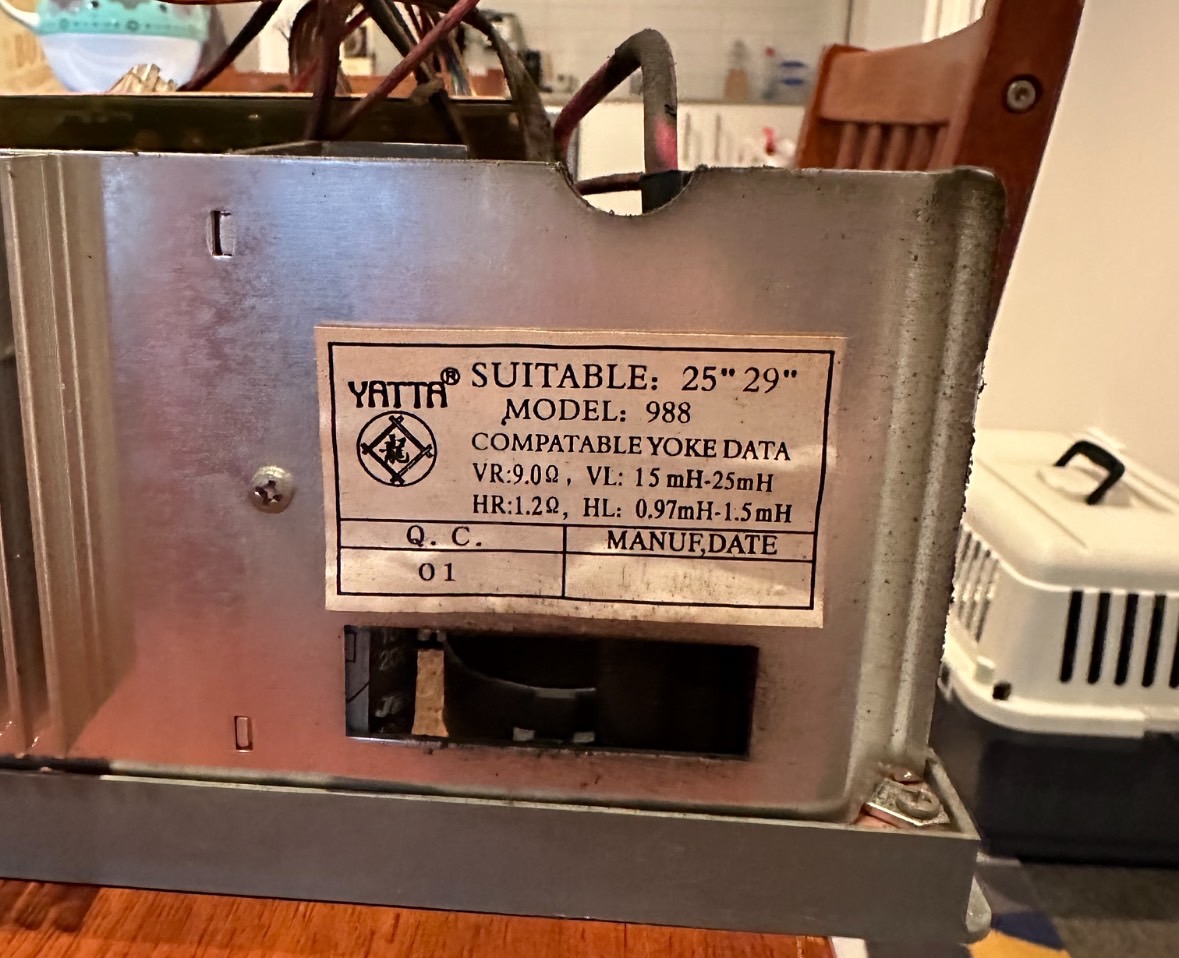 YATTA® SUITABLE: 25" 29"
MODEL: 988
龍
COMPATABLE YOKE DATA
VR:9.0Ω, VL: 15 mH-25mH
HR:1.2Ω, HL: 0.97mH-1.5mH
Q. C. MANUF,DATE
01